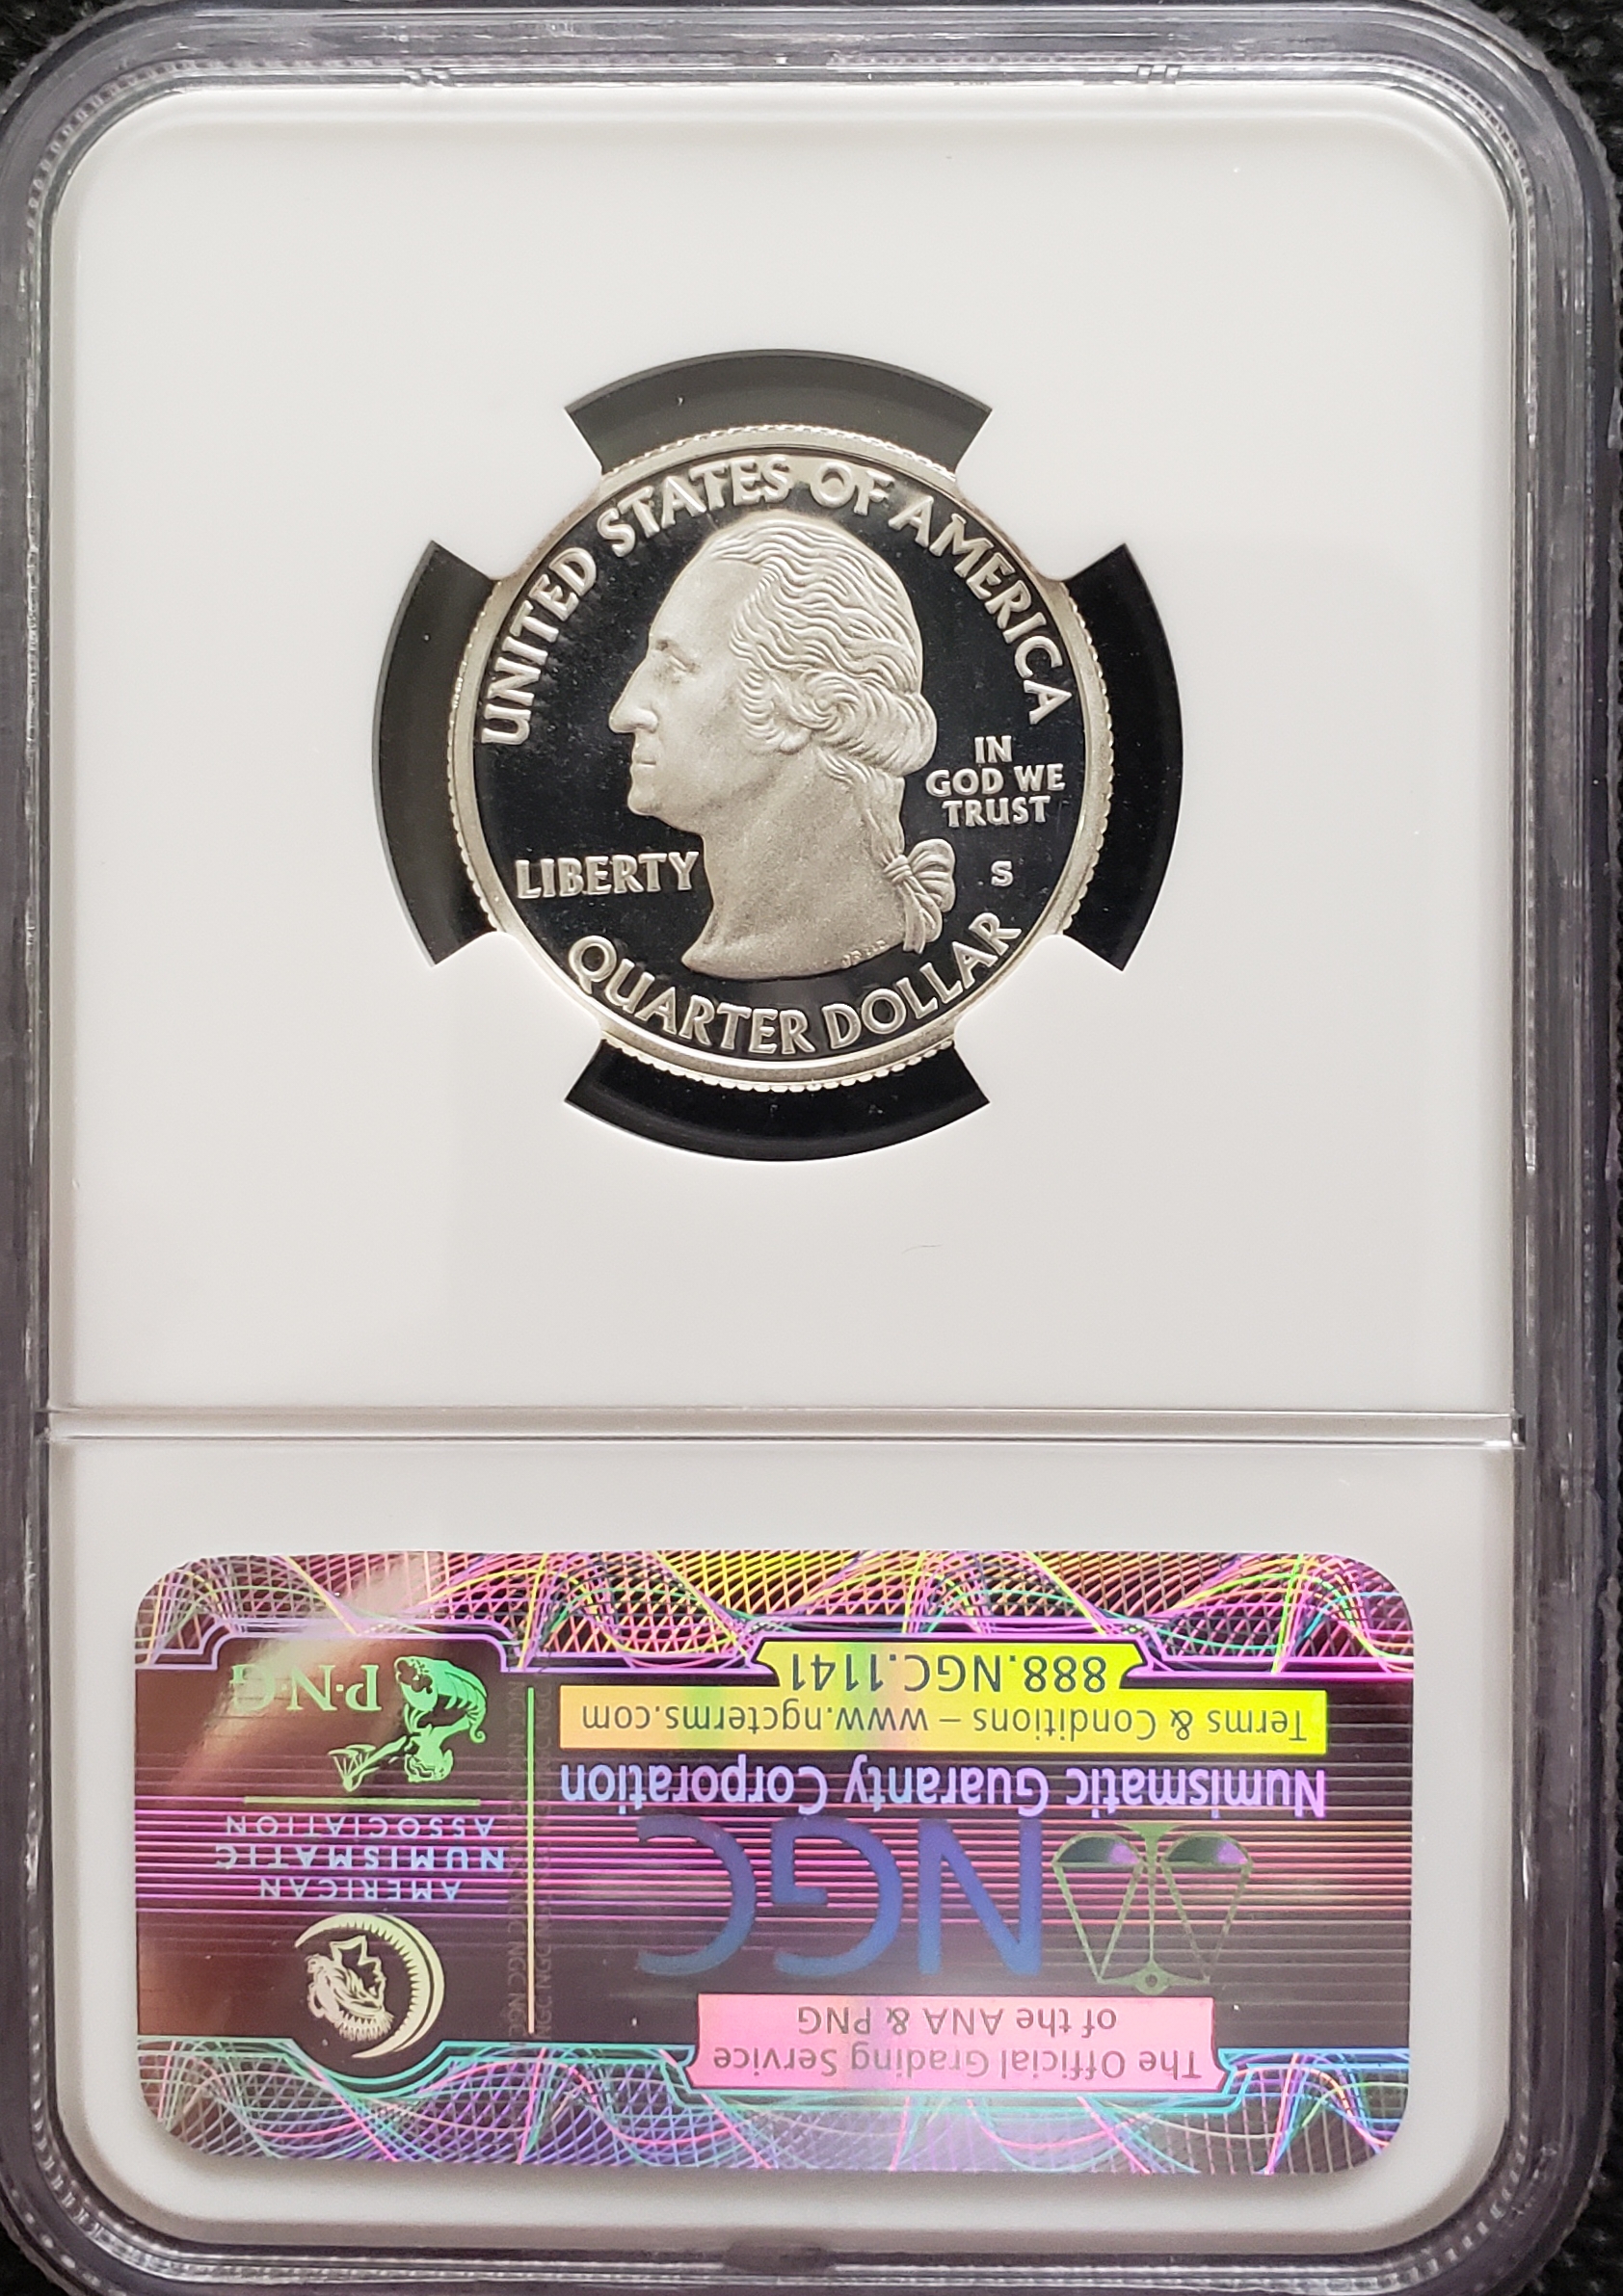 UNITED STATES OF AMERICA
IN
GOD WE
TRUST
LIBERTY
S
QUARTER DOLLAR
The Official Grading Service
of the ANA & PNG
NGC
Numismatic Guaranty Corporation
Terms & Conditions – www.ngcterms.com
888.NGC.1141
AMERICAN
NUMISMATIC
ASSOCIATION
P·N·G